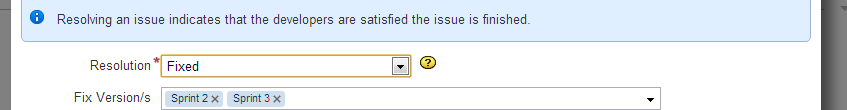 Resolving an issue indicates that the developers are satisfied the issue is finished.
Resolution* Fixed
Fix Version/s Sprint 2 Sprint 3